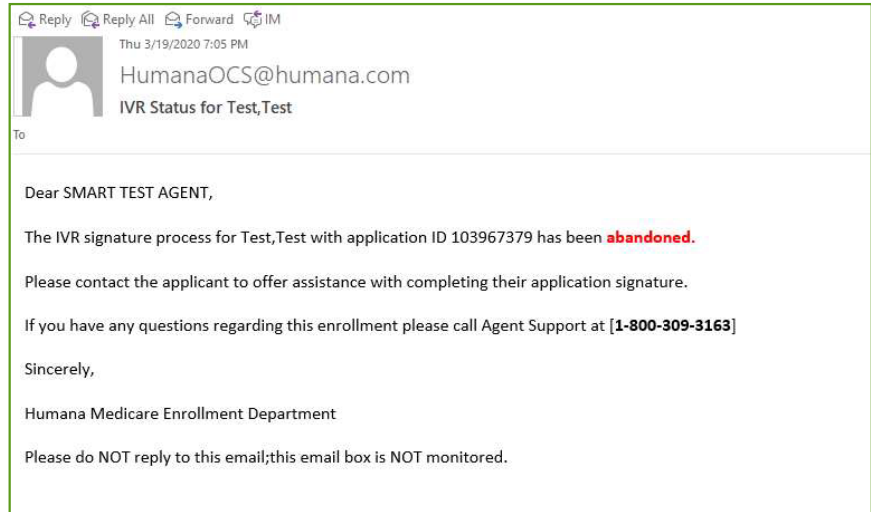 Reply Reply All Forward IM
Thu 3/19/2020 7:05 PM
HumanaOCS@humana.com
IVR Status for Test,Test
To
Dear SMART TEST AGENT,
The IVR signature process for Test,Test with application ID 103967379 has been abandoned.
Please contact the applicant to offer assistance with completing their application signature.
If you have any questions regarding this enrollment please call Agent Support at [1-800-309-3163]
Sincerely,
Humana Medicare Enrollment Department
Please do NOT reply to this email;this email box is NOT monitored.